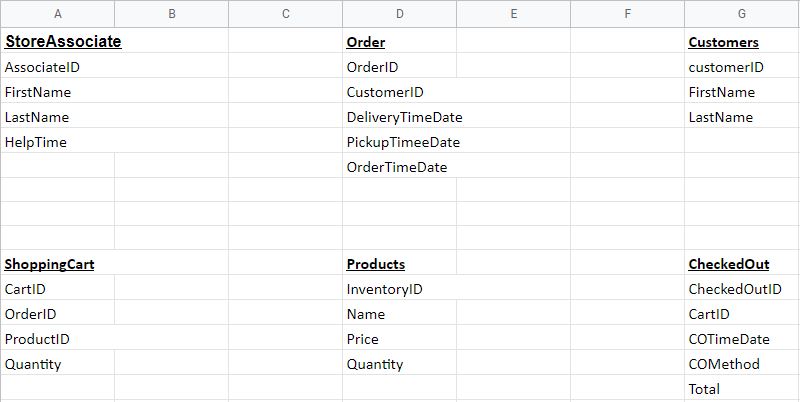 A B C D E F G
StoreAssociate Order Customers
AssociateID OrderID customerID
FirstName CustomerID FirstName
LastName DeliveryTimeDate LastName
HelpTime PickupTimeeDate
OrderTimeDate
ShoppingCart Products CheckedOut
CartID InventoryID CheckedOutID
OrderID Name CartID
ProductID Price COTimeDate
Quantity Quantity COMethod
Total